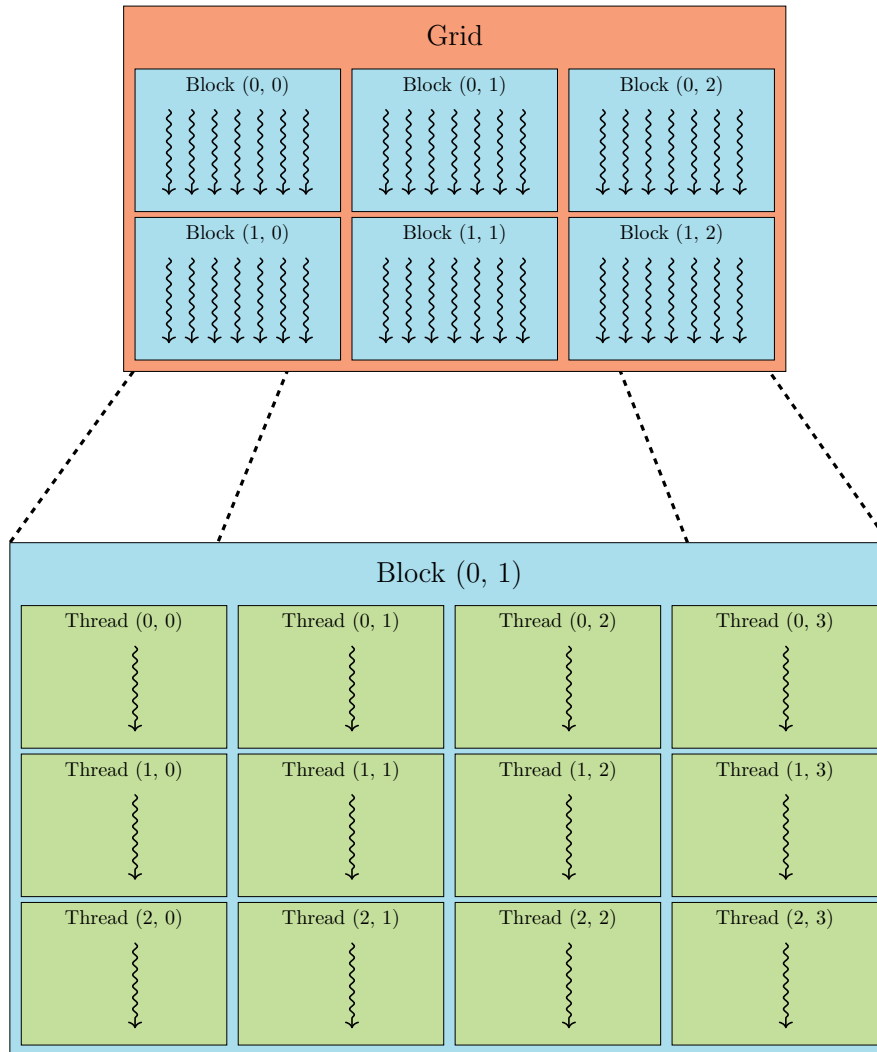 Grid
Block (0, 0)
Block (0, 1)
Block (0, 2)
Block (1, 0)
Block (1, 1)
Block (1, 2)
Block (0, 1)
Thread (0, 0)
Thread (0, 1)
Thread (0, 2)
Thread (0, 3)
Thread (1, 0)
Thread (1, 1)
Thread (1, 2)
Thread (1, 3)
Thread (2, 0)
Thread (2, 1)
Thread (2, 2)
Thread (2, 3)